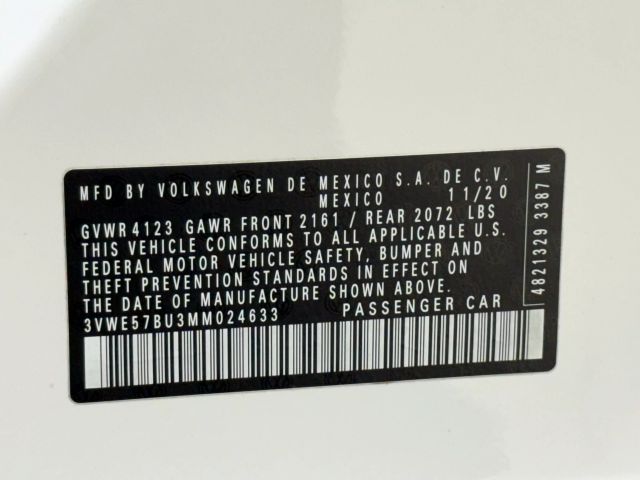 MFD BY VOLKSWAGEN DE MEXICO S.A. DE C.V.
MEXICO 11/20
GVWR 4123 GAWR FRONT 2161 / REAR 2072 LBS
THIS VEHICLE CONFORMS TO ALL APPLICABLE U.S.
FEDERAL MOTOR VEHICLE SAFETY, BUMPER AND
THEFT PREVENTION STANDARDS IN EFFECT ON
THE DATE OF MANUFACTURE SHOWN ABOVE.
3VWE57BU3MM024633 PASSENGER CAR
4821329 3387 M